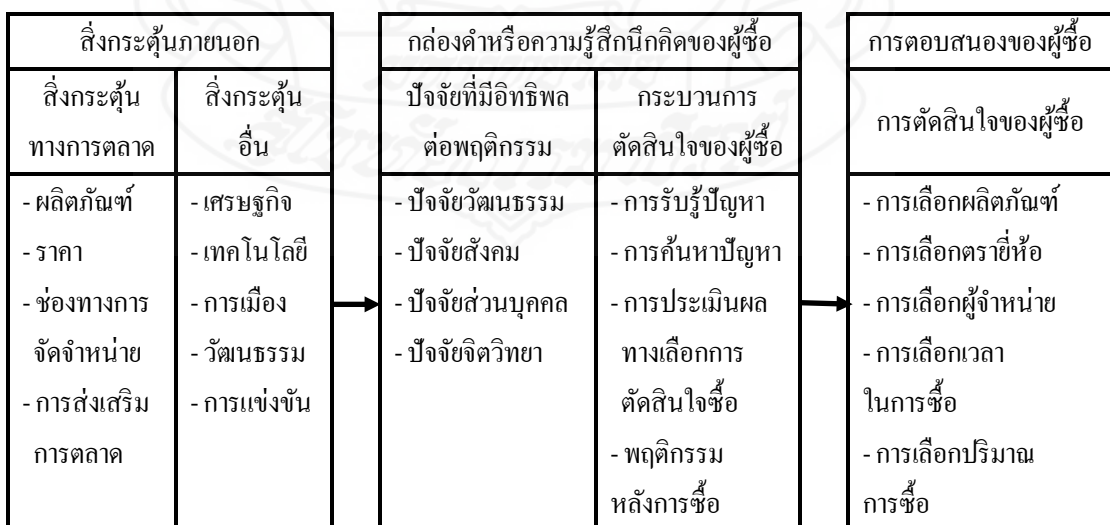 สิ่งกระตุ้นภายนอก
สิ่งกระตุ้น
ทางการตลาด
- ผลิตภัณฑ์
- ราคา
- ช่องทางการ
จัดจำหน่าย
- การส่งเสริม
การตลาด
สิ่งกระตุ้น
อื่น
- เศรษฐกิจ
- เทคโนโลยี
- การเมือง
- วัฒนธรรม
- การแข่งขัน
กล่องดำหรือความรู้สึกนึกคิดของผู้ซื้อ
ปัจจัยที่มีอิทธิพล
ต่อพฤติกรรม
- ปัจจัยวัฒนธรรม
- ปัจจัยสังคม
- ปัจจัยส่วนบุคคล
- ปัจจัยจิตวิทยา
กระบวนการ
ตัดสินใจของผู้ซื้อ
- การรับรู้ปัญหา
- การค้นหาปัญหา
- การประเมินผล
ทางเลือกการ
ตัดสินใจซื้อ
- พฤติกรรม
หลังการซื้อ
การตอบสนองของผู้ซื้อ
การตัดสินใจของผู้ซื้อ
- การเลือกผลิตภัณฑ์
- การเลือกตรายี่ห้อ
- การเลือกผู้จำหน่าย
- การเลือกเวลา
ในการซื้อ
- การเลือกปริมาณ
การซื้อ